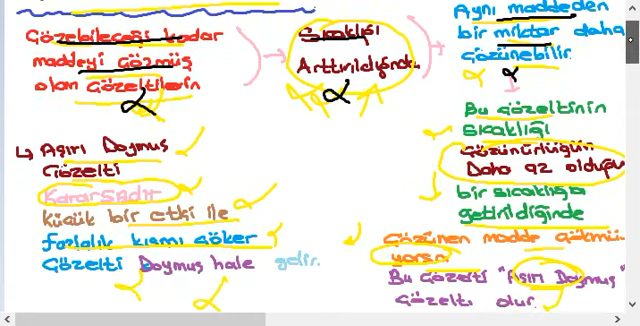 Çözebileceği kadar
maddeyi çözmüş
olan çözeltilerin
Sıcaklığı
Arttırıldığında
Aynı maddeden
bir miktar daha
Çözünebilir.
Bu çözeltinin
sıcaklığı
Çözünürlüğün
Daha az olduğu
bir sıcaklığa
getirildiğinde
Çözünen madde çökmü
yorsa
Bu çözelti "Aşırı Doymuş"
Çözelti olur.
Aşırı Doymuş
Çözelti
Kararsızdır
Küçük bir etki ile
fazlalık kısmı çöker
Çözelti Doymuş hale gelir.